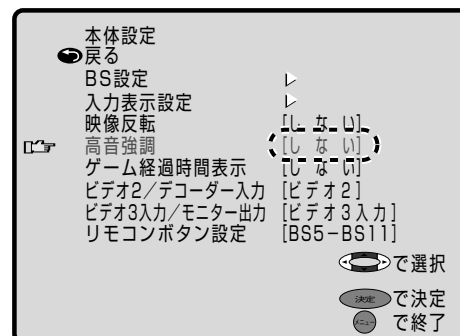 本体設定
戻る
BS設定
入力表示設定
映像反転 [しない]
高音強調 [しない]
ゲーム経過時間表示 [しない]
ビデオ2/デコーダー入力 [ビデオ2]
ビデオ3入力/モニター出力 [ビデオ3入力]
リモコンボタン設定 [BS5-BS11]
で選択
決定 で決定
メニュー で終了